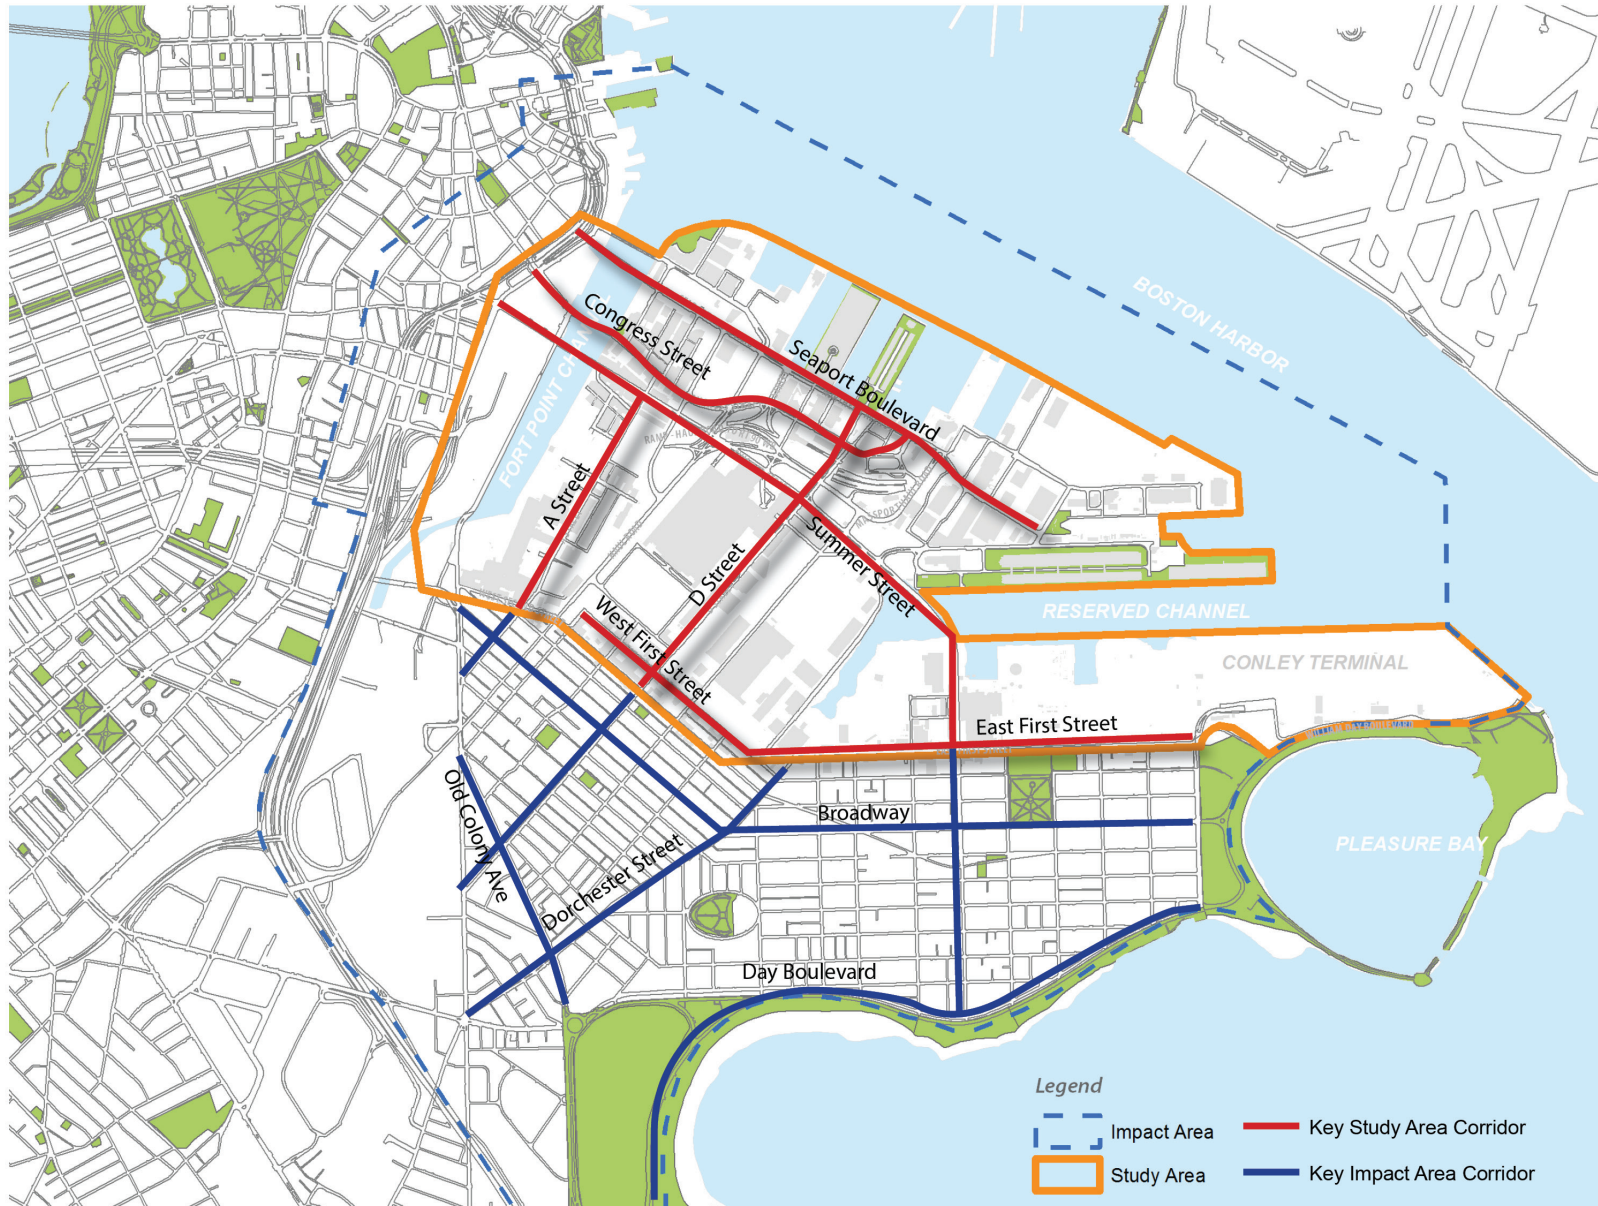 BOSTON HARBOR
Congress Street
Seaport Boulevard
FORT POINT CHAN
A Street
D Street
Summer Street
West First Street
RESERVED CHANNEL
CONLEY TERMINAL
East First Street
Old Colony Ave
Broadway
Dorchester Street
PLEASURE BAY
Day Boulevard
Legend
Impact Area
Key Study Area Corridor
Study Area
Key Impact Area Corridor